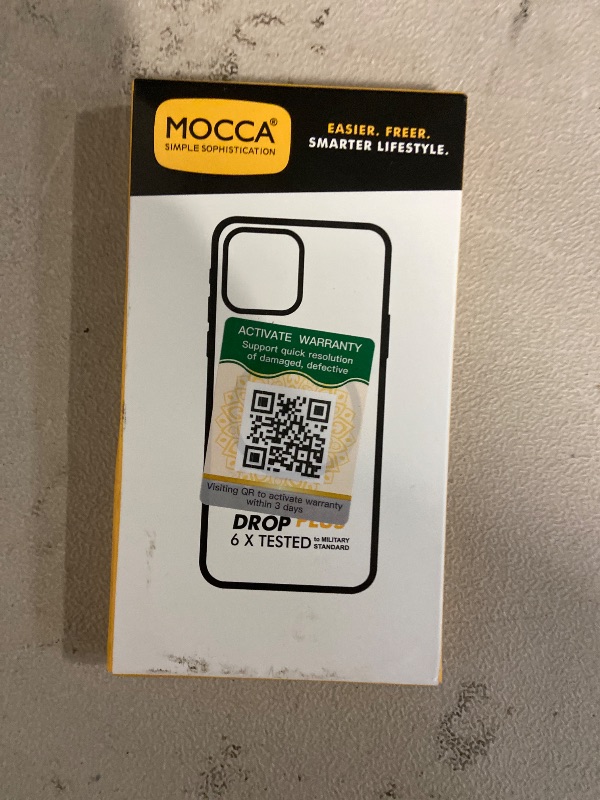 MOCCA®
SIMPLE SOPHISTICATION
EASIER. FREER.
SMARTER LIFESTYLE.
ACTIVATE WARRANTY
Support quick resolution
of damaged, defective
Visiting QR to activate warranty
within 3 days
DROP PLUS
6 X TESTED to MILITARY
STANDARD